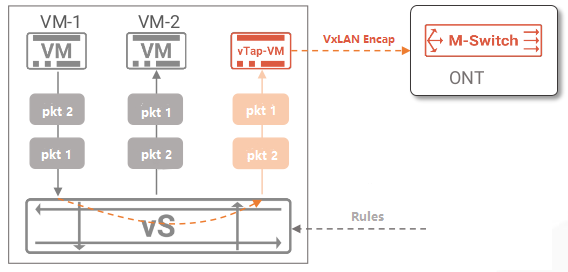 VM-1
VM-2
VM
VM
vTap-VM
VxLAN Encap
M-Switch
ONT
pkt 2
pkt 1
pkt 1
pkt 1
pkt 2
pkt 2
vS
Rules